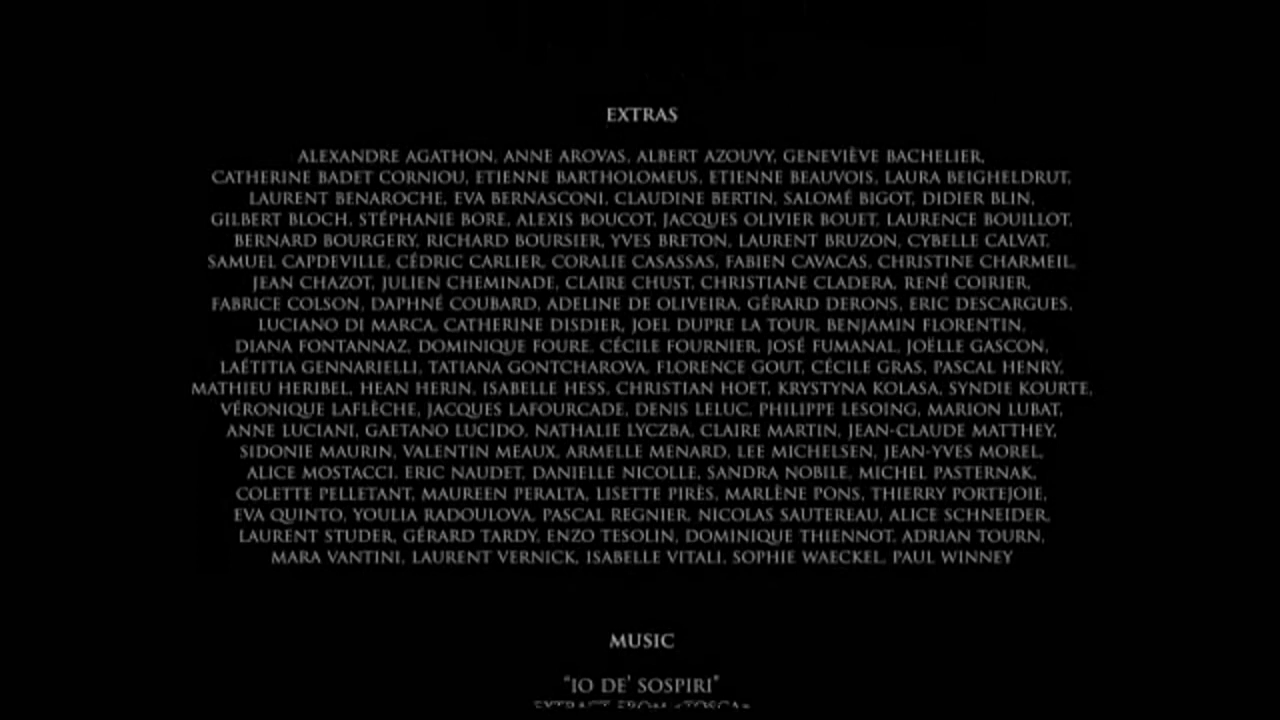 EXTRAS
ALEXANDRE AGATHON, ANNE AROVAS, ALBERT AZOUVY, GENEVIÈVE BACHELIER,
CATHERINE BADET CORNIOU, ETIENNE BARTHOLOMEUS, ETIENNE BEAUVOIS, LAURA BEIGHELDRUT,
LAURENT BENAROCHE, EVA BERNASCONI, CLAUDINE BERTIN, SALOMÉ BIGOT, DIDIER BLIN,
GILBERT BLOCH, STÉPHANIE BORE, ALEXIS BOUCOT, JACQUES OLIVIER BOUET, LAURENCE BOUILLOT,
BERNARD BOURGERY, RICHARD BOURSIER, YVES BRETON, LAURENT BRUZON, CYBELLE CALVAT,
SAMUEL CAPDEVILLE, CÉDRIC CARLIER, CORALIE CASASSAS, FABIEN CAVACAS, CHRISTINE CHARMEIL,
JEAN CHAZOT, JULIEN CHEMINADE, CLAIRE CHUST, CHRISTIANE CLADERA, RENÉ COIRIER,
FABRICE COLSON, DAPHNÉ COUBARD, ADELINE DE OLIVEIRA, GÉRARD DERONS, ERIC DESCARGUES,
LUCIANO DI MARCA, CATHERINE DISDIER, JOEL DUPRE LA TOUR, BENJAMIN FLORENTIN,
DIANA FONTANNAZ, DOMINIQUE FOURE, CÉCILE FOURNIER, JOSÉ FUMANAL, JOËLLE GASCON,
LAÉTITIA GENNARIELLI, TATIANA GONTCHAROVA, FLORENCE GOUT, CÉCILE GRAS, PASCAL HENRY,
MATHIEU HERIBEL, HEAN HERIN, ISABELLE HESS, CHRISTIAN HOET, KRYSTYNA KOLASA, SYNDIE KOURTE,
VÉRONIQUE LAFLÈCHE, JACQUES LAFOURCADE, DENIS LELUC, PHILIPPE LESOING, MARION LUBAT,
ANNE LUCIANI, GAETANO LUCIDO, NATHALIE LYCZBA, CLAIRE MARTIN, JEAN-CLAUDE MATTHEY,
SIDONIE MAURIN, VALENTIN MEAUX, ARMELLE MENARD, LEE MICHELSEN, JEAN-YVES MOREL,
ALICE MOSTACCI, ERIC NAUDET, DANIELLE NICOLLE, SANDRA NOBILE, MICHEL PASTERNAK,
COLETTE PELLETANT, MAUREEN PERALTA, LISETTE PIRÈS, MARLÈNE PONS, THIERRY PORTEJOIE,
EVA QUINTO, YOULIA RADOULOVA, PASCAL REGNIER, NICOLAS SAUTEREAU, ALICE SCHNEIDER,
LAURENT STUDER, GÉRARD TARDY, ENZO TESOLIN, DOMINIQUE THIENNOT, ADRIAN TOURN,
MARA VANTINI, LAURENT VERNICK, ISABELLE VITALI, SOPHIE WAECKEL, PAUL WINNEY
MUSIC
"IO DE' SOSPIRI"
EXTRACT FROM «TOSCA»